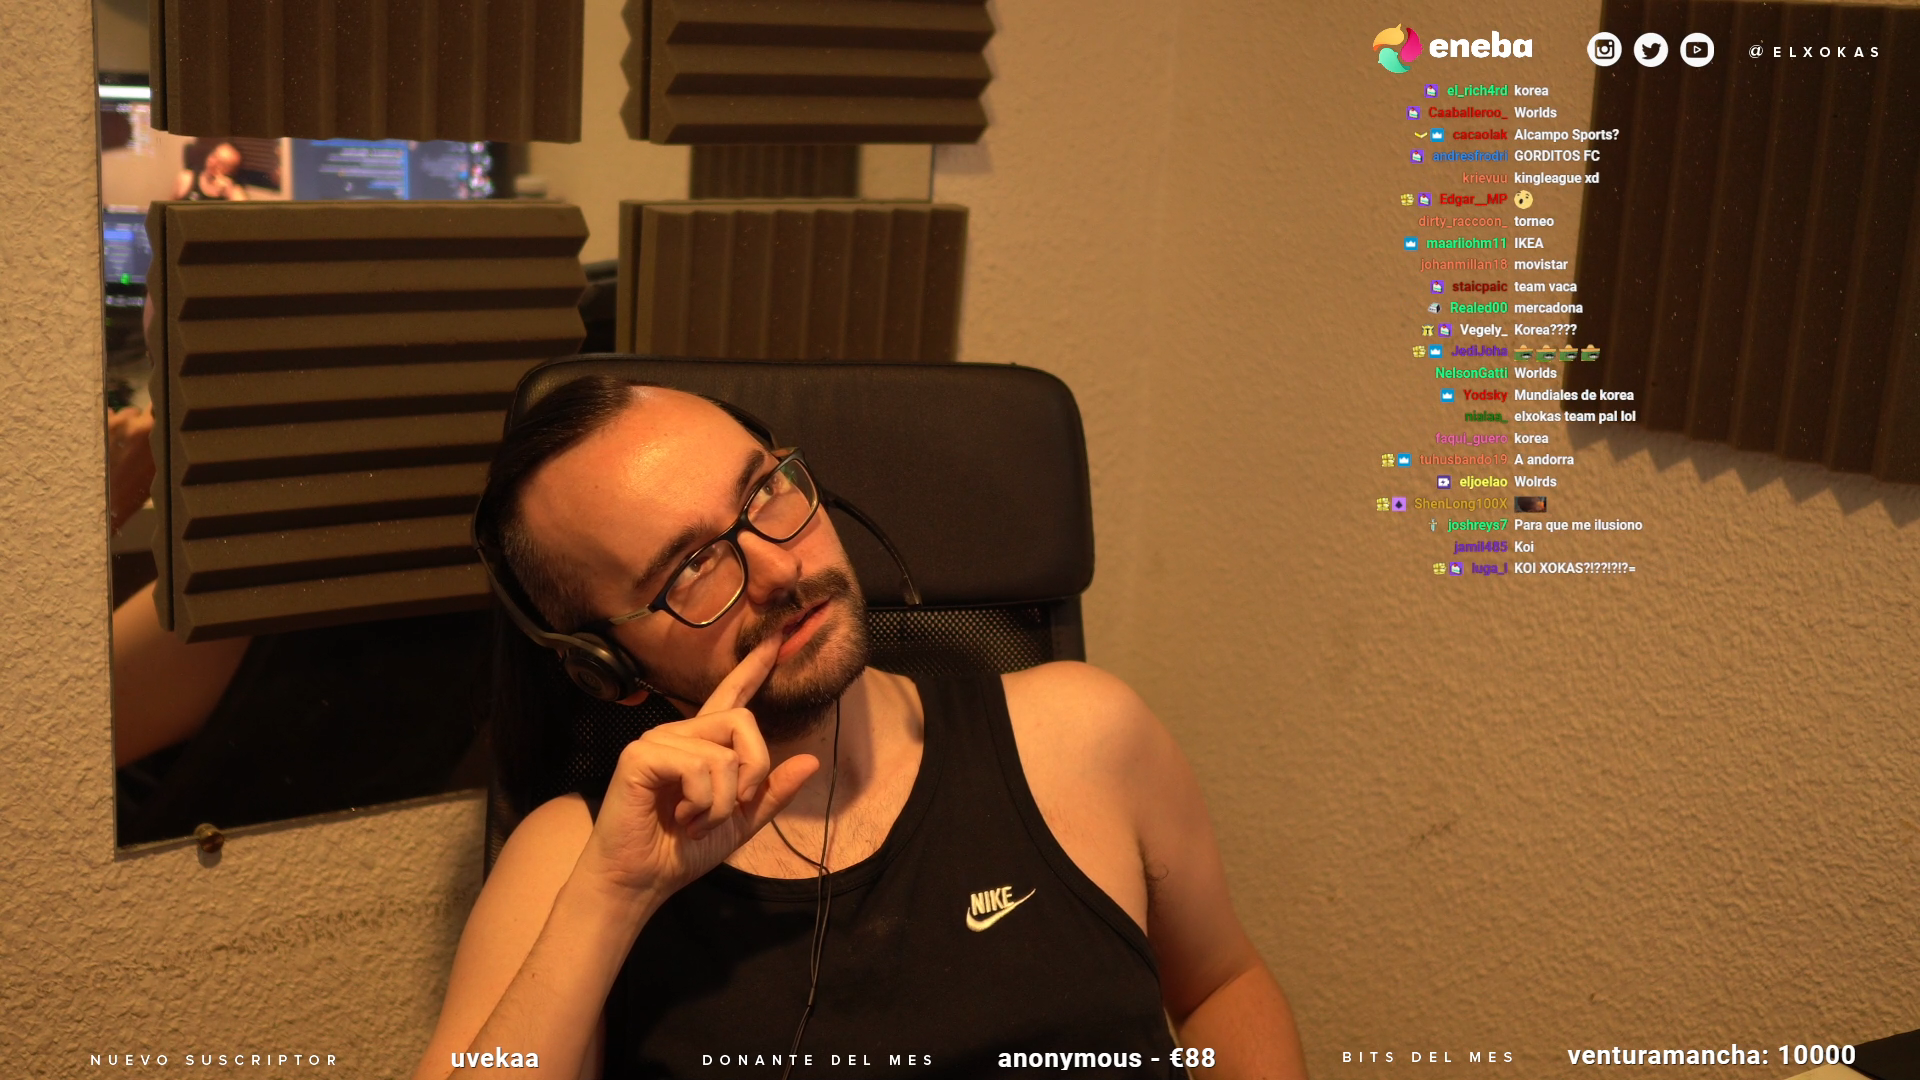 eneba
@ELXOKAS
el_rich4rd korea
Caaballeroo_ Worlds
cacaolak Alcampo Sports?
andresfrodri GORDITOS FC
krievuu kingleague xd
Edgar__MP
dirty_raccoon_ torneo
maariiohm11 IKEA
johanmillan18 movistar
staicpaic team vaca
Realed00 mercadona
Vegely_ Korea????
JediJoha
NelsonGatti Worlds
Yodsky Mundiales de korea
nialaa_ elxokas team pal lol
faqui_guero korea
tuhusbando19 A andorra
eljoelao Wolrds
ShenLong100X
joshreys7 Para que me ilusiono
jamil485 Koi
luga_l KOI XOKAS?!??!?!?=
NIKE
NUEVO SUSCRIPTOR uvekaa DONANTE DEL MES anonymous - €88 BITS DEL MES venturamancha: 10000